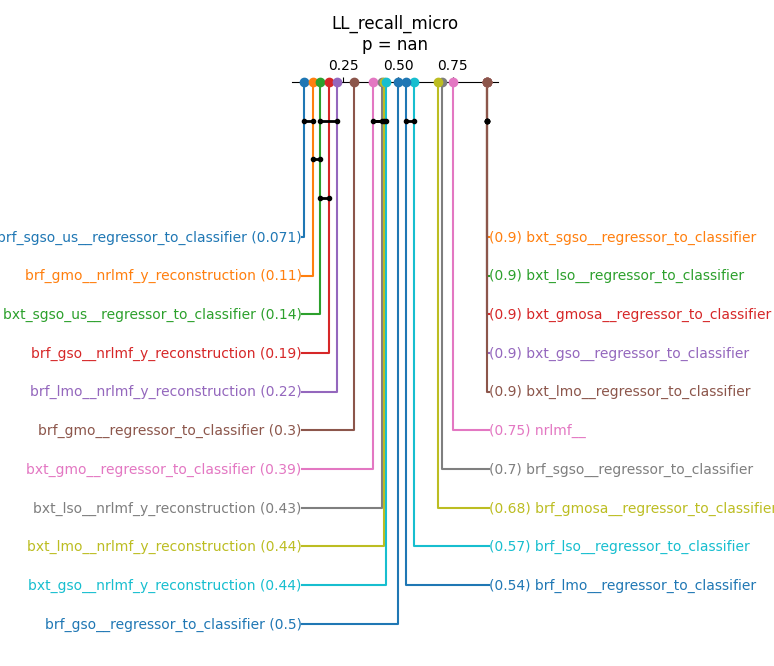 LL_recall_micro
p = nan
0.25 0.50 0.75
brf_sgso_us__regressor_to_classifier (0.071)
(0.9) bxt_sgso__regressor_to_classifier
brf_gmo__nrlmf_y_reconstruction (0.11)
(0.9) bxt_lso__regressor_to_classifier
bxt_sgso_us__regressor_to_classifier (0.14)
(0.9) bxt_gmosa__regressor_to_classifier
brf_gso__nrlmf_y_reconstruction (0.19)
(0.9) bxt_gso__regressor_to_classifier
brf_lmo__nrlmf_y_reconstruction (0.22)
(0.9) bxt_lmo__regressor_to_classifier
brf_gmo__regressor_to_classifier (0.3)
(0.75) nrlmf__
bxt_gmo__regressor_to_classifier (0.39)
(0.7) brf_sgso__regressor_to_classifier
bxt_lso__nrlmf_y_reconstruction (0.43)
(0.68) brf_gmosa__regressor_to_classifier
bxt_lmo__nrlmf_y_reconstruction (0.44)
(0.57) brf_lso__regressor_to_classifier
bxt_gso__nrlmf_y_reconstruction (0.44)
(0.54) brf_lmo__regressor_to_classifier
brf_gso__regressor_to_classifier (0.5)